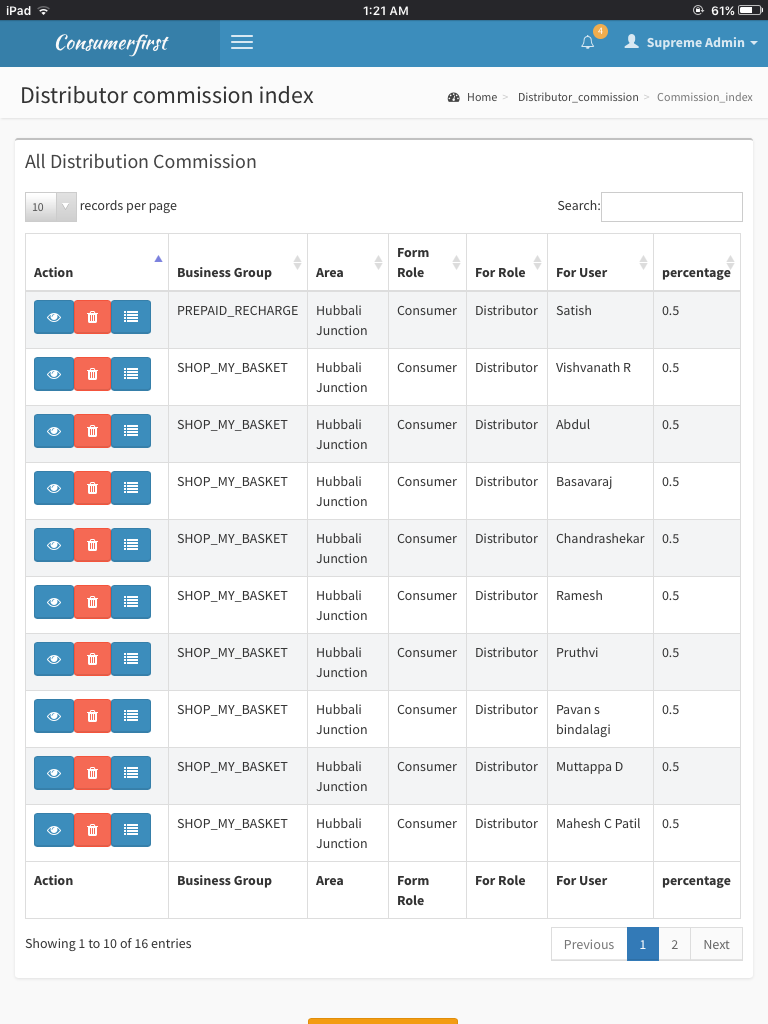 iPad 1:21 AM 61%
Consumerfirst 4 Supreme Admin
Distributor commission index Home > Distributor_commission > Commission_index
All Distribution Commission
10 records per page Search:
Action Business Group Area Form Role For Role For User percentage
PREPAID_RECHARGE Hubbali Junction Consumer Distributor Satish 0.5
SHOP_MY_BASKET Hubbali Junction Consumer Distributor Vishvanath R 0.5
SHOP_MY_BASKET Hubbali Junction Consumer Distributor Abdul 0.5
SHOP_MY_BASKET Hubbali Junction Consumer Distributor Basavaraj 0.5
SHOP_MY_BASKET Hubbali Junction Consumer Distributor Chandrashekar 0.5
SHOP_MY_BASKET Hubbali Junction Consumer Distributor Ramesh 0.5
SHOP_MY_BASKET Hubbali Junction Consumer Distributor Pruthvi 0.5
SHOP_MY_BASKET Hubbali Junction Consumer Distributor Pavan s bindalagi 0.5
SHOP_MY_BASKET Hubbali Junction Consumer Distributor Muttappa D 0.5
SHOP_MY_BASKET Hubbali Junction Consumer Distributor Mahesh C Patil 0.5
Action Business Group Area Form Role For Role For User percentage
Showing 1 to 10 of 16 entries Previous 1 2 Next